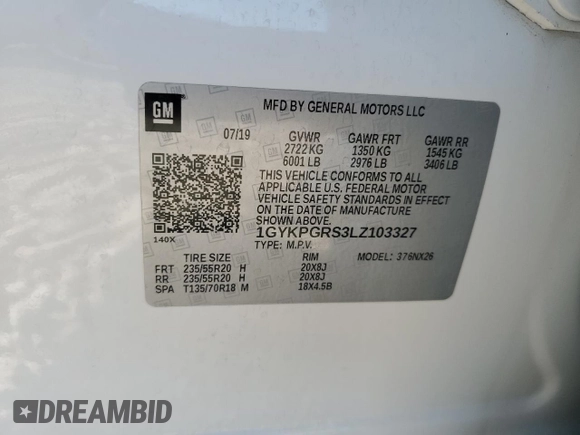 GM
MFD BY GENERAL MOTORS LLC
07/19 GVWR GAWR FRT GAWR RR
2722 KG 1350 KG 1545 KG
6001 LB 2976 LB 3406 LB
THIS VEHICLE CONFORMS TO ALL
APPLICABLE U.S. FEDERAL MOTOR
VEHICLE SAFETY STANDARDS IN EFFECT
ON THE DATE OF MANUFACTURE
SHOWN ABOVE.
1GYKPGRS3LZ103327
140X
TYPE: M.P.V.
TIRE SIZE RIM MODEL: 376NX26
FRT 235/55R20 H 20X8J
RR 235/55R20 H 20X8J
SPA T135/70R18 M 18X4.5B
DREAMBID